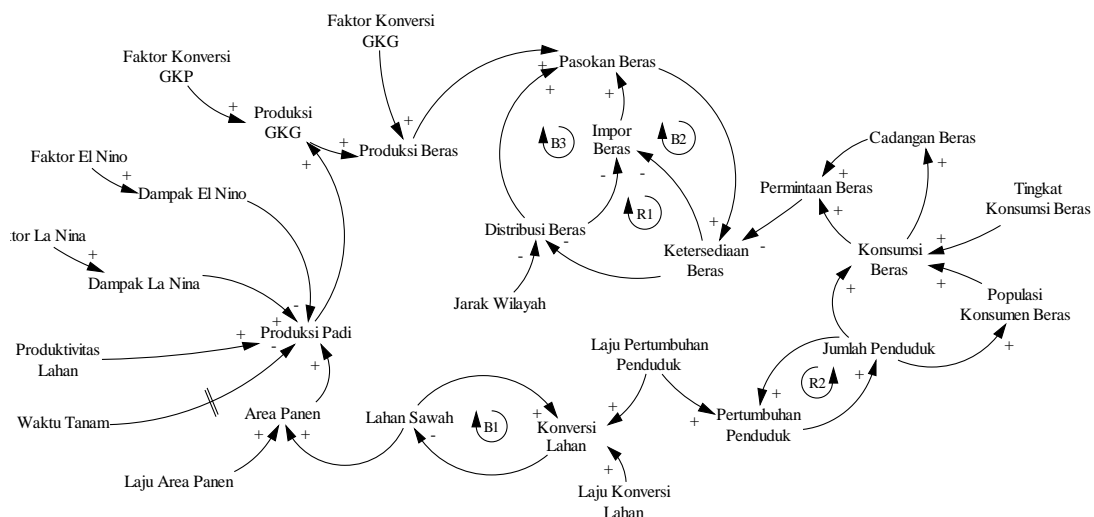 Faktor Konversi
GKG
Faktor Konversi
GKP
Pasokan Beras
Produksi
GKG
Produksi Beras
Impor
Beras
B3
B2
R1
Cadangan Beras
Permintaan Beras
Tingkat
Konsumsi Beras
Faktor El Nino
Dampak El Nino
Distribusi Beras
Ketersediaan
Beras
Konsumsi
Beras
tor La Nina
Dampak La Nina
Jarak Wilayah
Populasi
Konsumen Beras
Produksi Padi
Produktivitas
Lahan
Laju Pertumbuhan
Penduduk
Jumlah Penduduk
R2
Waktu Tanam
Area Panen
Lahan Sawah
B1
Konversi
Lahan
Pertumbuhan
Penduduk
Laju Area Panen
Laju Konversi
Lahan